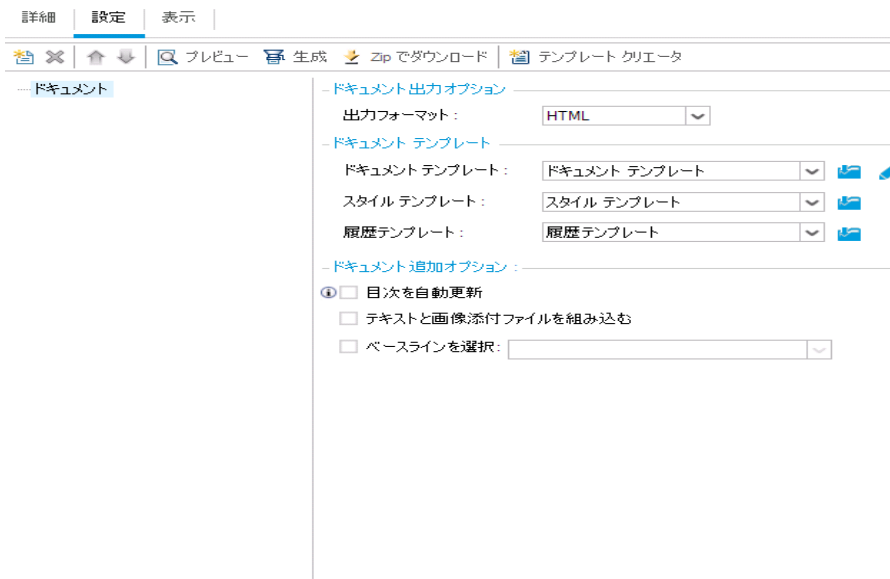 詳細 設定 表示
プレビュー 生成 Zip でダウンロード テンプレート クリエータ
ドキュメント
ドキュメント出力オプション
出力フォーマット: HTML
ドキュメント テンプレート
ドキュメント テンプレート: ドキュメント テンプレート
スタイル テンプレート: スタイル テンプレート
履歴テンプレート: 履歴テンプレート
ドキュメント追加オプション:
目次を自動更新
テキストと画像添付ファイルを組み込む
ベースラインを選択: